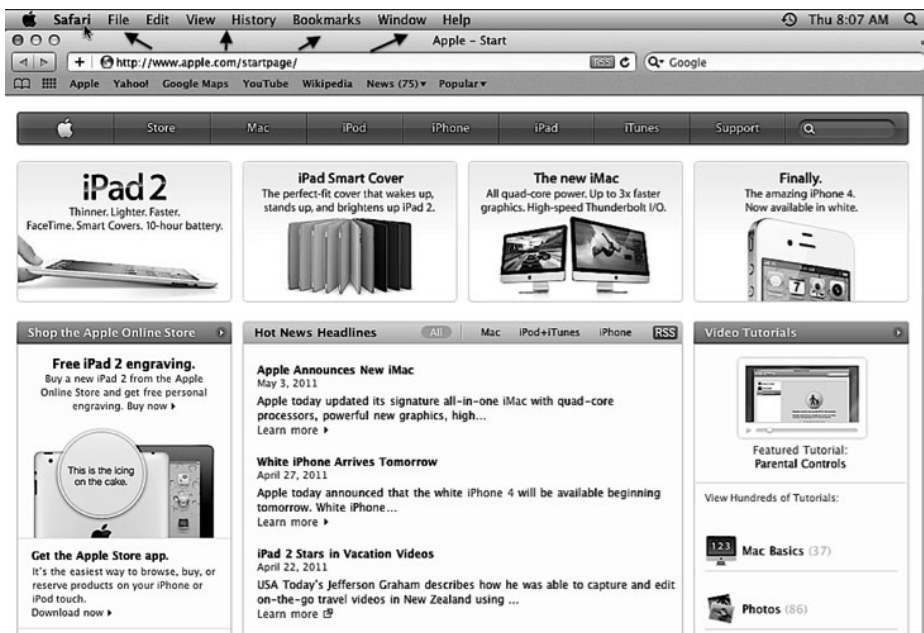 Safari File Edit View History Bookmarks Window Help Thu 8:07 AM
Apple – Start
http://www.apple.com/startpage/ RSS Google
Apple Yahoo! Google Maps YouTube Wikipedia News (75) ▾ Popular ▾
Store Mac iPod iPhone iPad iTunes Support
iPad 2
Thinner. Lighter. Faster.
FaceTime. Smart Covers. 10-hour battery.
iPad Smart Cover
The perfect-fit cover that wakes up,
stands up, and brightens up iPad 2.
The new iMac
All quad-core power. Up to 3x faster
graphics. High-speed Thunderbolt I/O.
Finally.
The amazing iPhone 4.
Now available in white.
Shop the Apple Online Store
Free iPad 2 engraving.
Buy a new iPad 2 from the Apple
Online Store and get free personal
engraving. Buy now ▸
This is the icing
on the cake.
Get the Apple Store app.
It's the easiest way to browse, buy, or
reserve products on your iPhone or
iPod touch.
Download now ▸
Hot News Headlines All Mac iPod+iTunes iPhone RSS
Apple Announces New iMac
May 3, 2011
Apple today updated its signature all-in-one iMac with quad-core
processors, powerful new graphics, high...
Learn more ▸
White iPhone Arrives Tomorrow
April 27, 2011
Apple today announced that the white iPhone 4 will be available beginning
tomorrow. White iPhone...
Learn more ▸
iPad 2 Stars in Vacation Videos
April 22, 2011
USA Today's Jefferson Graham describes how he was able to capture and edit
on-the-go travel videos in New Zealand using ...
Learn more
Video Tutorials
Featured Tutorial:
Parental Controls
View Hundreds of Tutorials:
123
Mac Basics (37)
Photos (86)